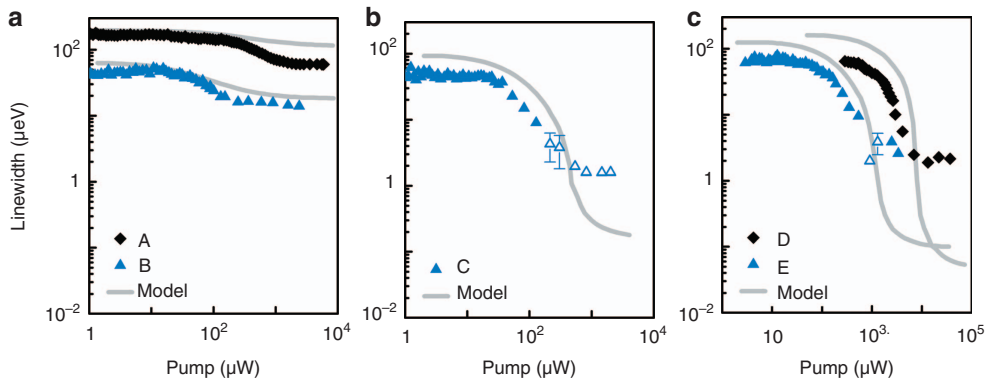 a
Linewidth (μeV)
10²
1
10⁻²
A
B
Model
1
10²
10⁴
Pump (μW)
b
10²
1
10⁻²
C
Model
1
10²
10⁴
Pump (μW)
c
10²
1
10⁻²
D
E
Model
10
10³·
10⁵
Pump (μW)